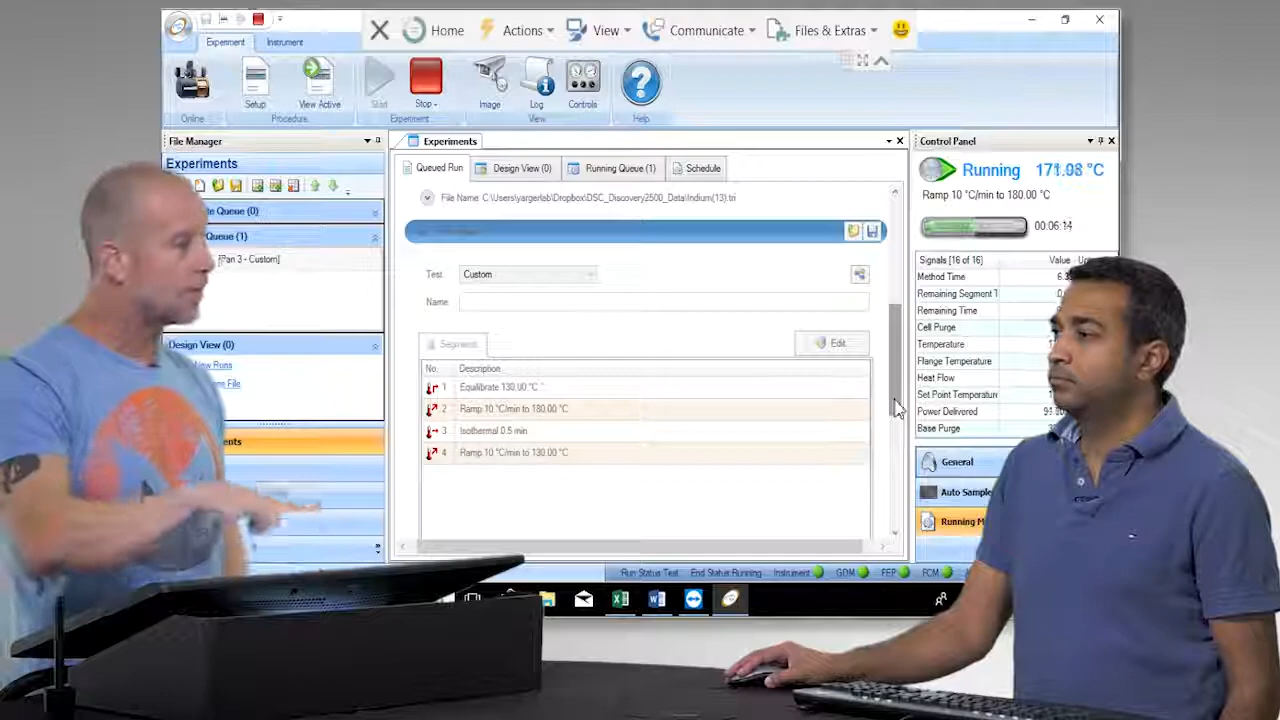 Home
Actions
View
Communicate
Files & Extras
Experiment
Instrument
Online
Setup
View Active
Start
Stop
Image
Log
Controls
Help
Procedure
Experiment
View
File Manager
Experiments
Queue (0)
Queue (1)
[Pan 3 - Custom]
Design View (0)
New Runs
File
Experiments
Queued Run
Design View (0)
Running Queue (1)
Schedule
File Name C:\Users\yargerlab\Dropbox\DSC_Discovery2500_Data\Indium(13).tri
Test:
Custom
Name
Segments
Edit
No. Description
1 Equilibrate 130.00 °C
2 Ramp 10 °C/min to 180.00 °C
3 Isothermal 0.5 min
4 Ramp 10 °C/min to 130.00 °C
Control Panel
Running
°C
Ramp 10 °C/min to 180.00 °C
00:06:14
Signals [16 of 16] Value
Method Time
Remaining Segment T
Remaining Time
Cell Purge
Temperature
Flange Temperature
Heat Flow
Set Point Temperature
Power Delivered
Base Purge
General
Auto Sample
Running M
Run Status:Test End Status:Running Instrument GDM FEP FCM